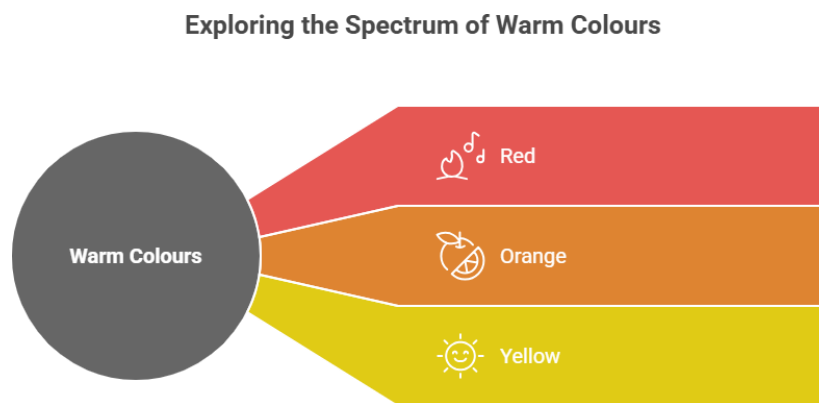 Exploring the Spectrum of Warm Colours
Warm Colours
Red
Orange
Yellow